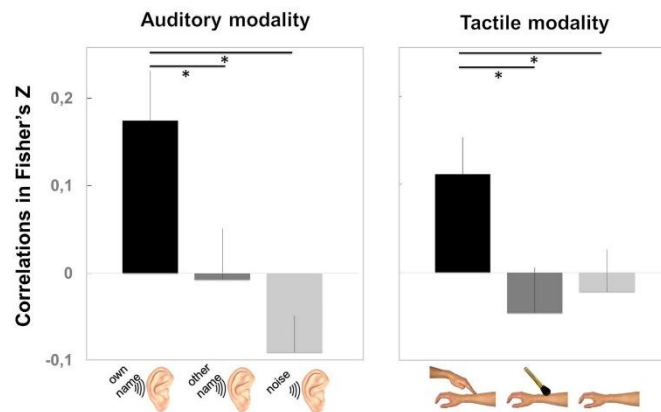 Auditory modality
Tactile modality
Correlations in Fisher's Z
0,2
0,1
0
-0,1
*
*
*
*
own
name
other
name
noise